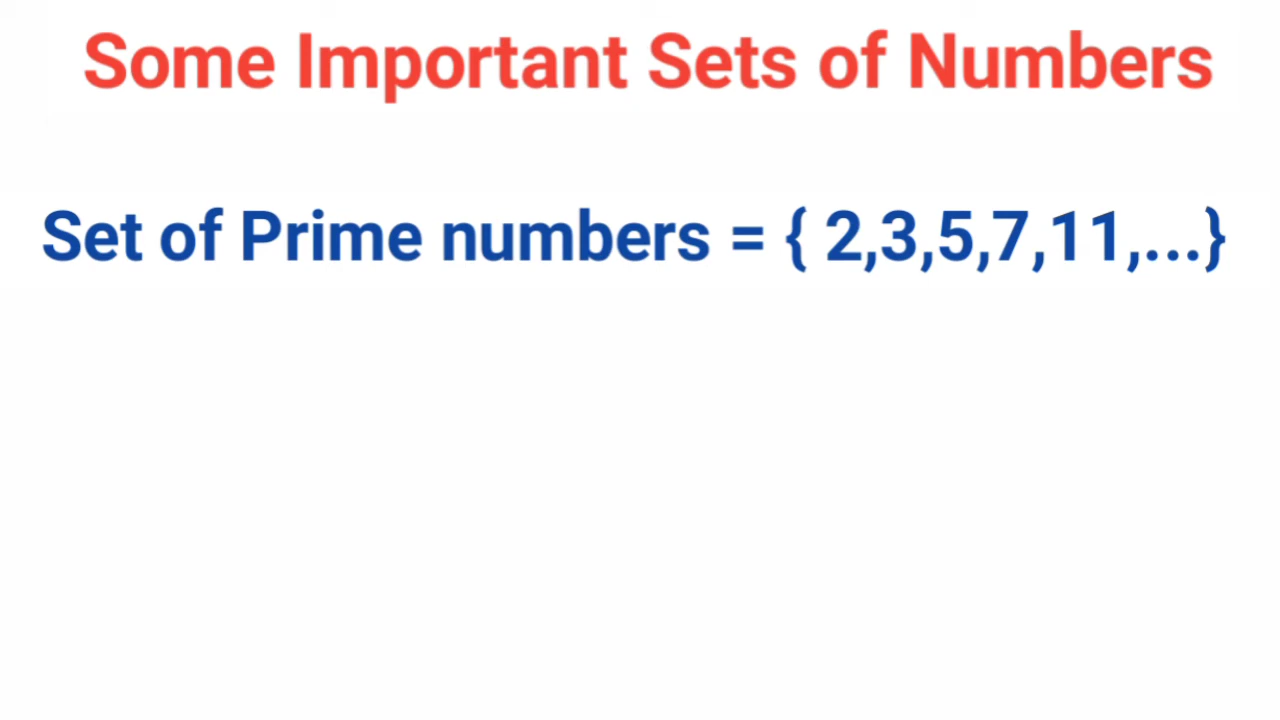 Some Important Sets of Numbers
Set of Prime numbers = { 2,3,5,7,11,...}